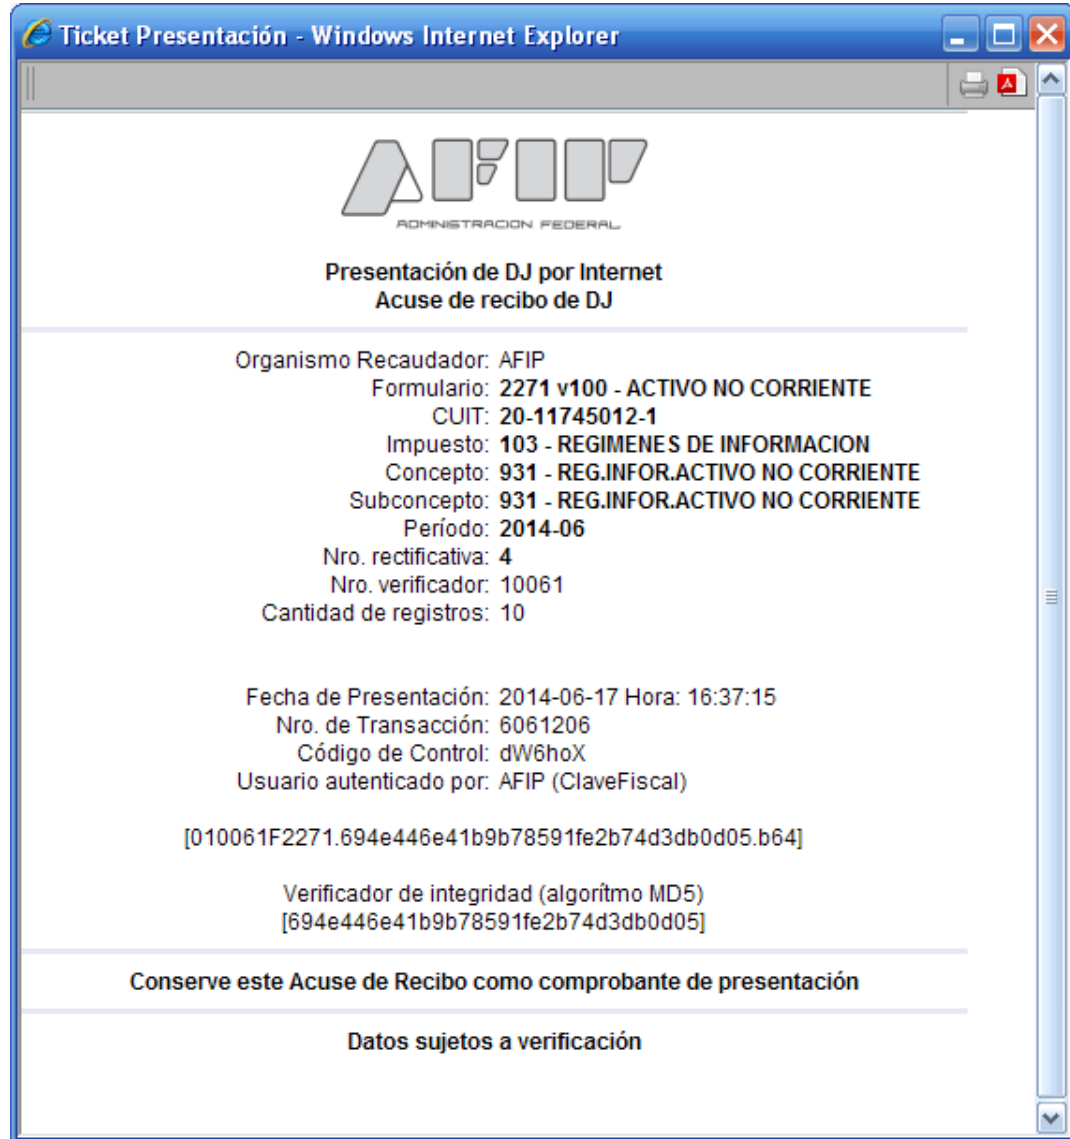 Ticket Presentación - Windows Internet Explorer
AFIP
ADMINISTRACION FEDERAL
Presentación de DJ por Internet
Acuse de recibo de DJ
Organismo Recaudador: AFIP
Formulario: 2271 v100 - ACTIVO NO CORRIENTE
CUIT: 20-11745012-1
Impuesto: 103 - REGIMENES DE INFORMACION
Concepto: 931 - REG.INFOR.ACTIVO NO CORRIENTE
Subconcepto: 931 - REG.INFOR.ACTIVO NO CORRIENTE
Período: 2014-06
Nro. rectificativa: 4
Nro. verificador: 10061
Cantidad de registros: 10
Fecha de Presentación: 2014-06-17 Hora: 16:37:15
Nro. de Transacción: 6061206
Código de Control: dW6hoX
Usuario autenticado por: AFIP (ClaveFiscal)
[010061F2271.694e446e41b9b78591fe2b74d3db0d05.b64]
Verificador de integridad (algorítmo MD5)
[694e446e41b9b78591fe2b74d3db0d05]
Conserve este Acuse de Recibo como comprobante de presentación
Datos sujetos a verificación